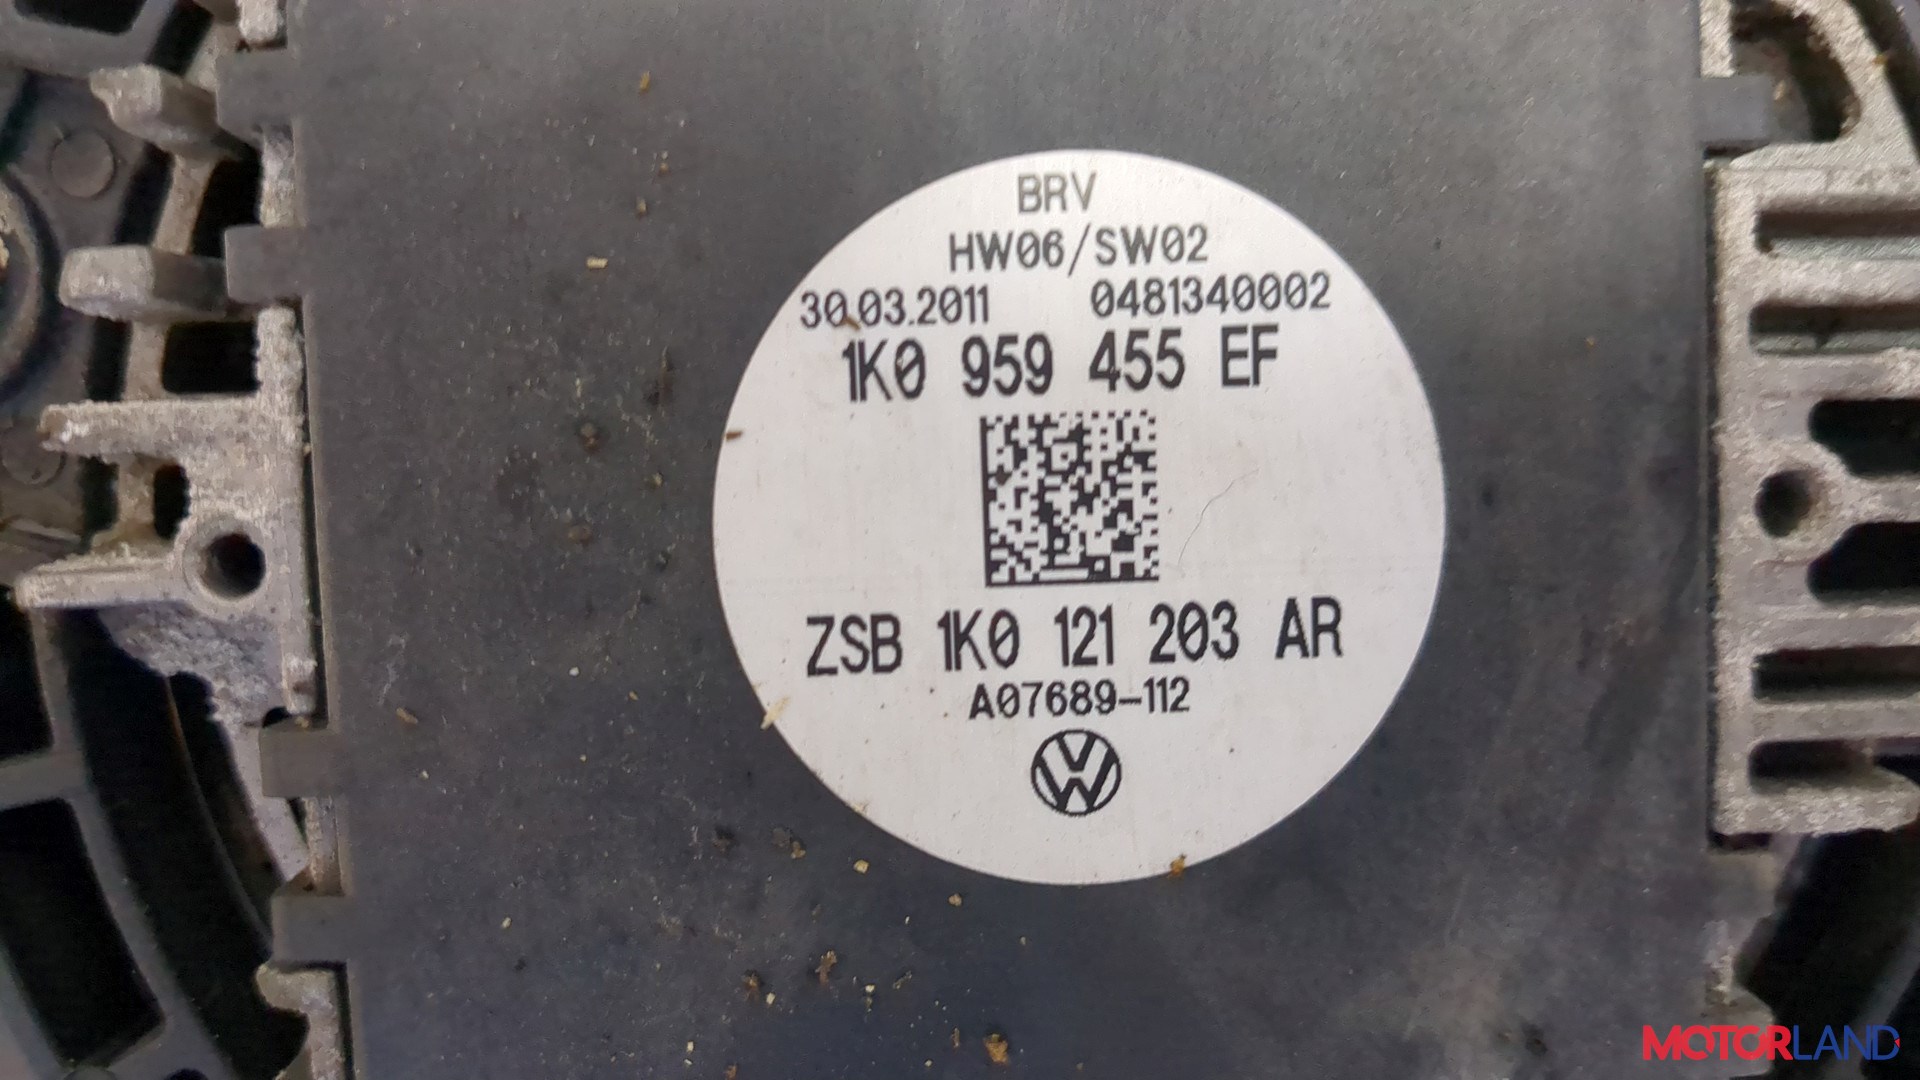 BRV
HW06/SW02
30.03.2011 0481340002
1K0 959 455 EF
ZSB 1K0 121 203 AR
A07689-112
MOTORLAND